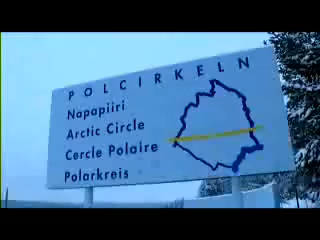 POLCIRKELN
Napapiiri
Arctic Circle
Cercle Polaire
Polarkreis